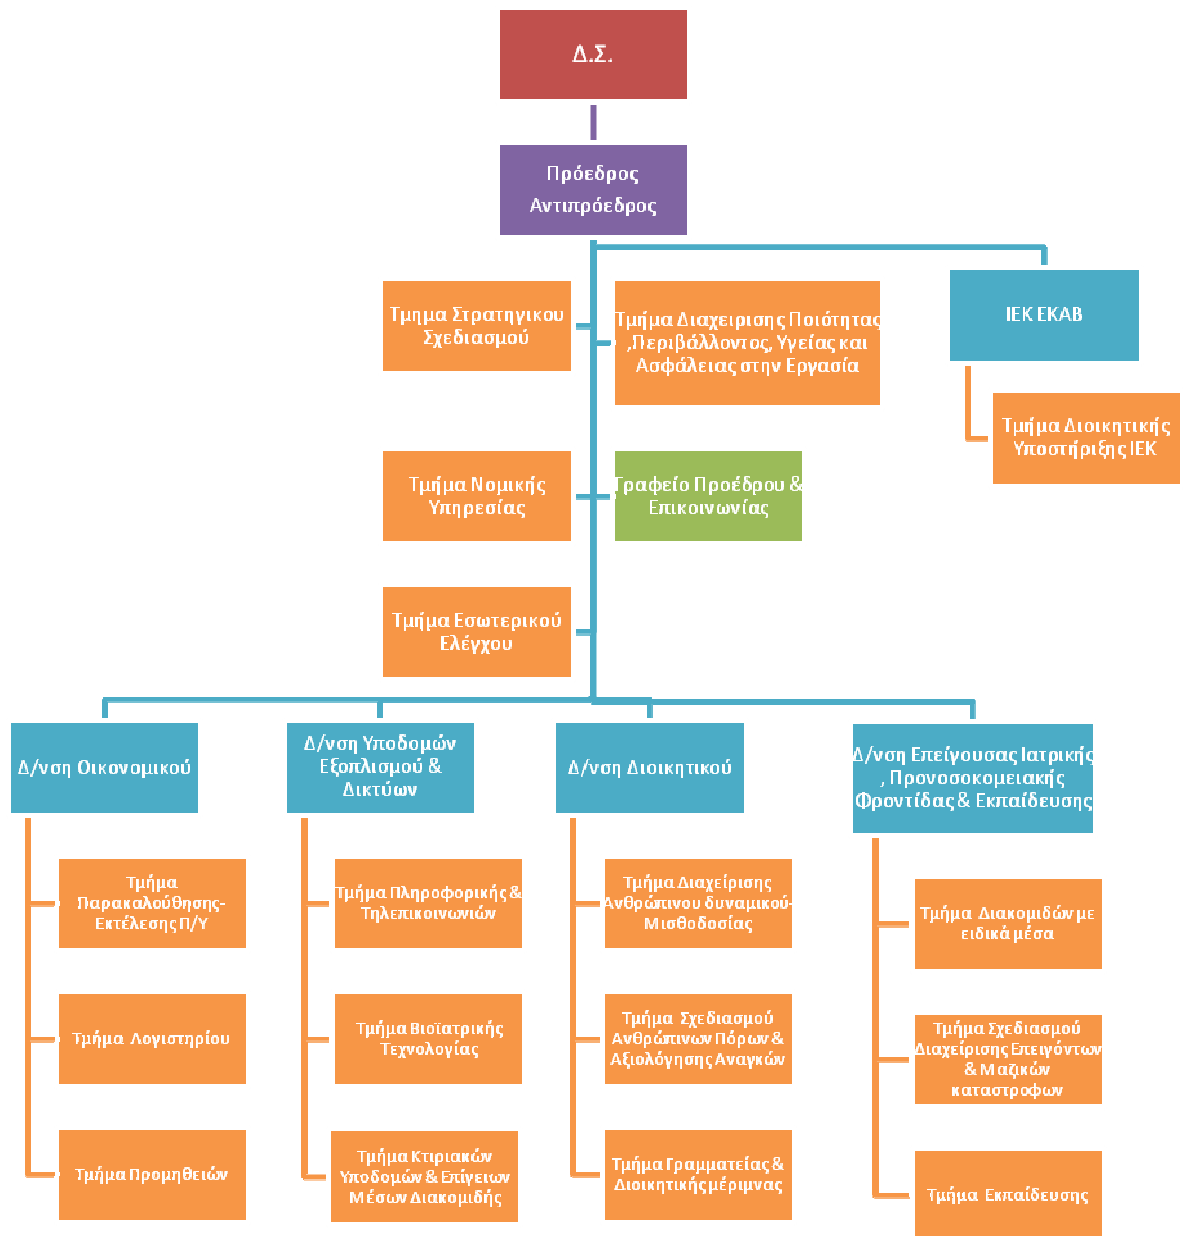 Δ.Σ.
Πρόεδρος
Αντιπρόεδρος
Τμημα Στρατηγικου
Σχεδιασμού
Τμήμα Διαχειρισης Ποιότητας
,Περιβάλλοντος, Υγείας και
Ασφάλειας στην Εργασία
ΙΕΚ ΕΚΑΒ
Τμήμα Διοικητικής
Υποστήριξης ΙΕΚ
Τμήμα Νομικής
Υπηρεσίας
Γραφείο Προέδρου &
Επικοινωνίας
Τμήμα Εσωτερικού
Ελέγχου
Δ/νση Οικονομικού
Δ/νση Υποδομών
Εξοπλισμού &
Δικτύων
Δ/νση Διοικητικού
Δ/νση Επείγουσας Ιατρικής
, Προνοσοκομειακής
Φροντίδας & Εκπαίδευσης
Τμήμα
Παρακαλούθησης-
Εκτέλεσης Π/Υ
Τμήμα Πληροφορικής &
Τηλεπικοινωνιών
Τμήμα Διαχείρισης
Ανθρώπινου δυναμικού-
Μισθοδοσίας
Τμήμα Διακομιδών με
ειδικά μέσα
Τμήμα Λογιστηρίου
Τμήμα Βιοϊατρικής
Τεχνολογίας
Τμήμα Σχεδιασμού
Ανθρώπινων Πόρων &
Αξιολόγησης Αναγκών
Τμήμα Σχεδιασμού
Διαχείρισης Επειγόντων
& Μαζικών
καταστροφων
Τμήμα Προμηθειών
Τμήμα Κτιριακών
Υποδομών & Επίγειων
Μέσων Διακομιδής
Τμήμα Γραμματείας &
Διοικητικής μέριμνας
Τμήμα Εκπαίδευσης